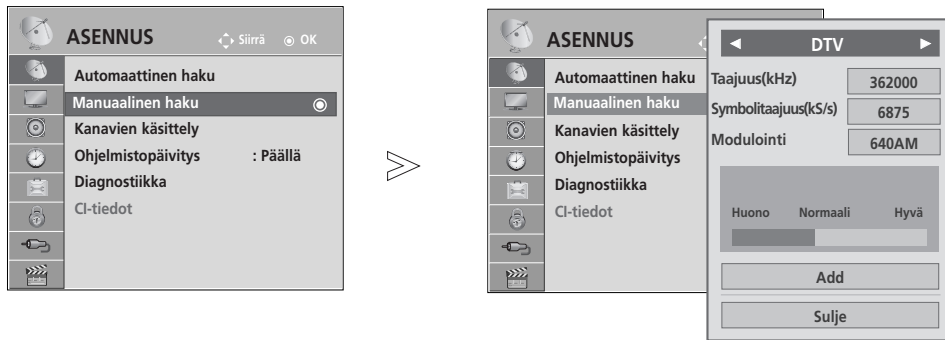 ASENNUS
Siirrä OK
Automaattinen haku
Manuaalinen haku
Kanavien käsittely
Ohjelmistopäivitys : Päällä
Diagnostiikka
CI-tiedot
ASENNUS
Automaattinen haku
Manuaalinen haku
Kanavien käsittely
Ohjelmistopäivitys
Diagnostiikka
CI-tiedot
DTV
Taajuus(kHz) 362000
Symbolitaajuus(kS/s) 6875
Modulointi 640AM
Huono Normaali Hyvä
Add
Sulje